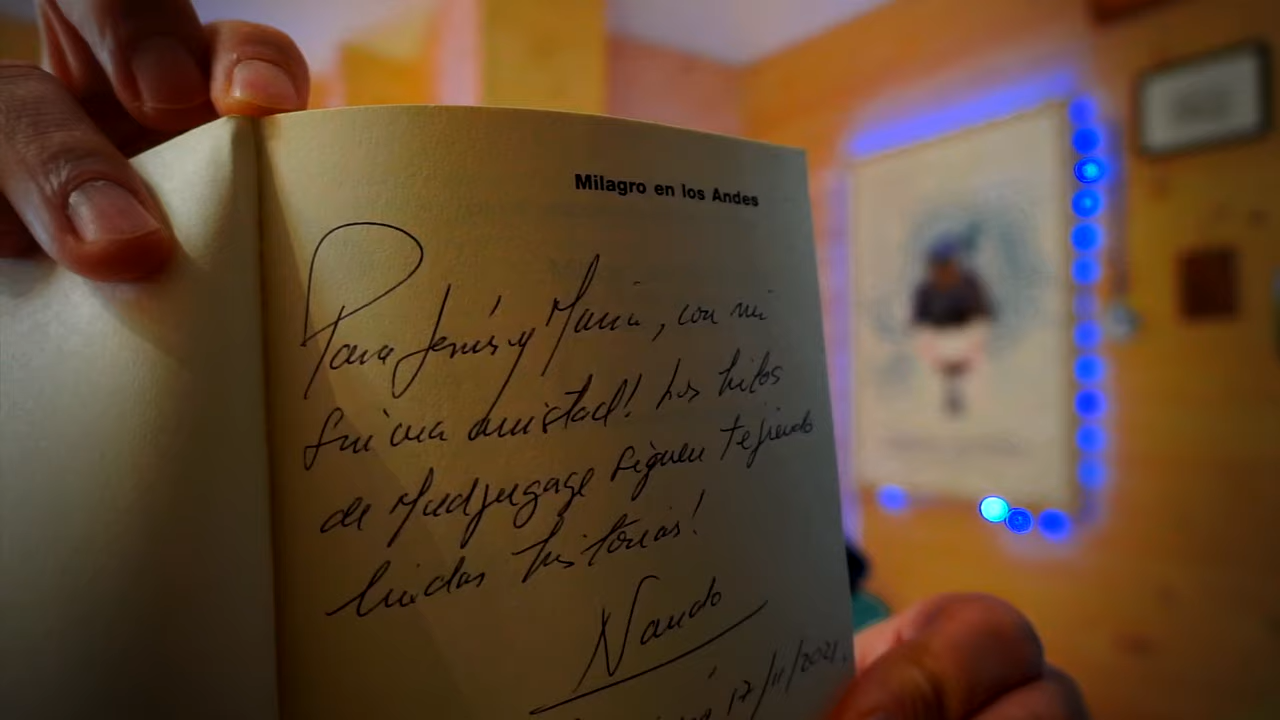 Milagro en los Andes
Para Jesús y María, con mi
sincera amistad! Los hilos
de Madjugage siguen tejiendo
lindas historias!
Nando
17/11/2021.